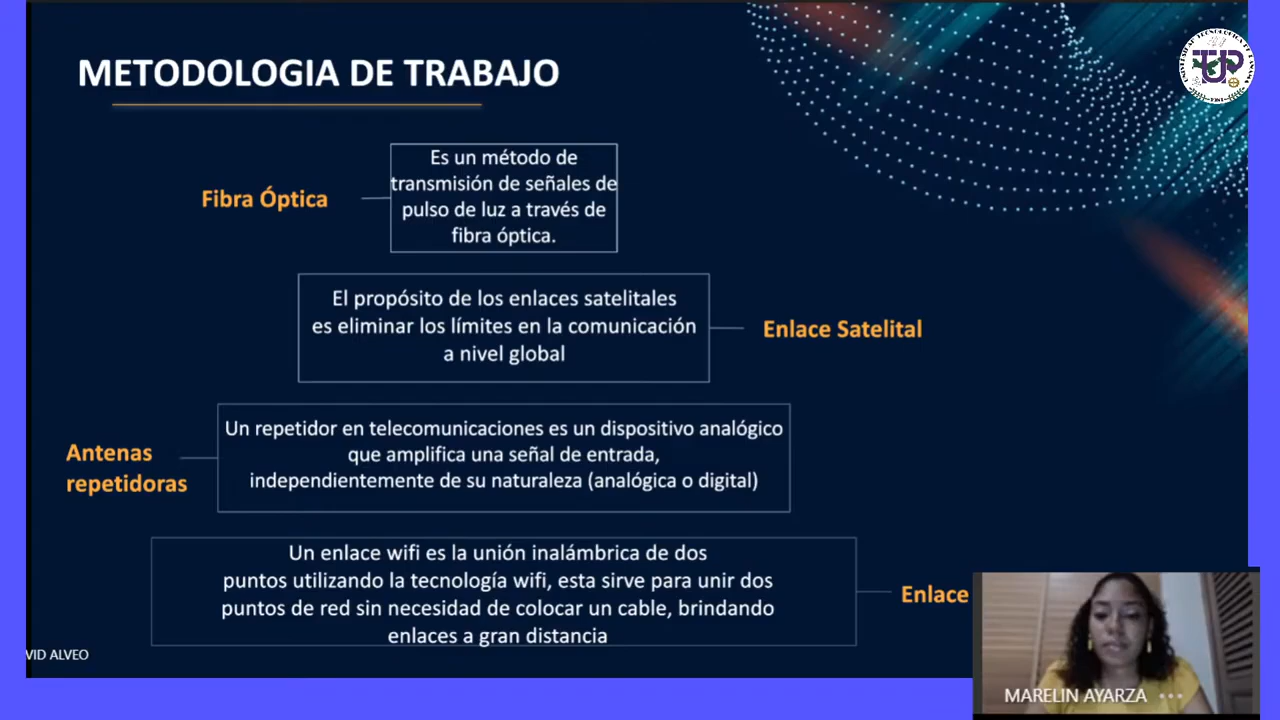 METODOLOGIA DE TRABAJO
Fibra Óptica
Es un método de
transmisión de señales de
pulso de luz a través de
fibra óptica.
El propósito de los enlaces satelitales
es eliminar los límites en la comunicación
a nivel global
Enlace Satelital
Antenas
repetidoras
Un repetidor en telecomunicaciones es un dispositivo analógico
que amplifica una señal de entrada,
independientemente de su naturaleza (analógica o digital)
Un enlace wifi es la unión inalámbrica de dos
puntos utilizando la tecnología wifi, esta sirve para unir dos
puntos de red sin necesidad de colocar un cable, brindando
enlaces a gran distancia
Enlace
VID ALVEO
MARELIN AYARZA